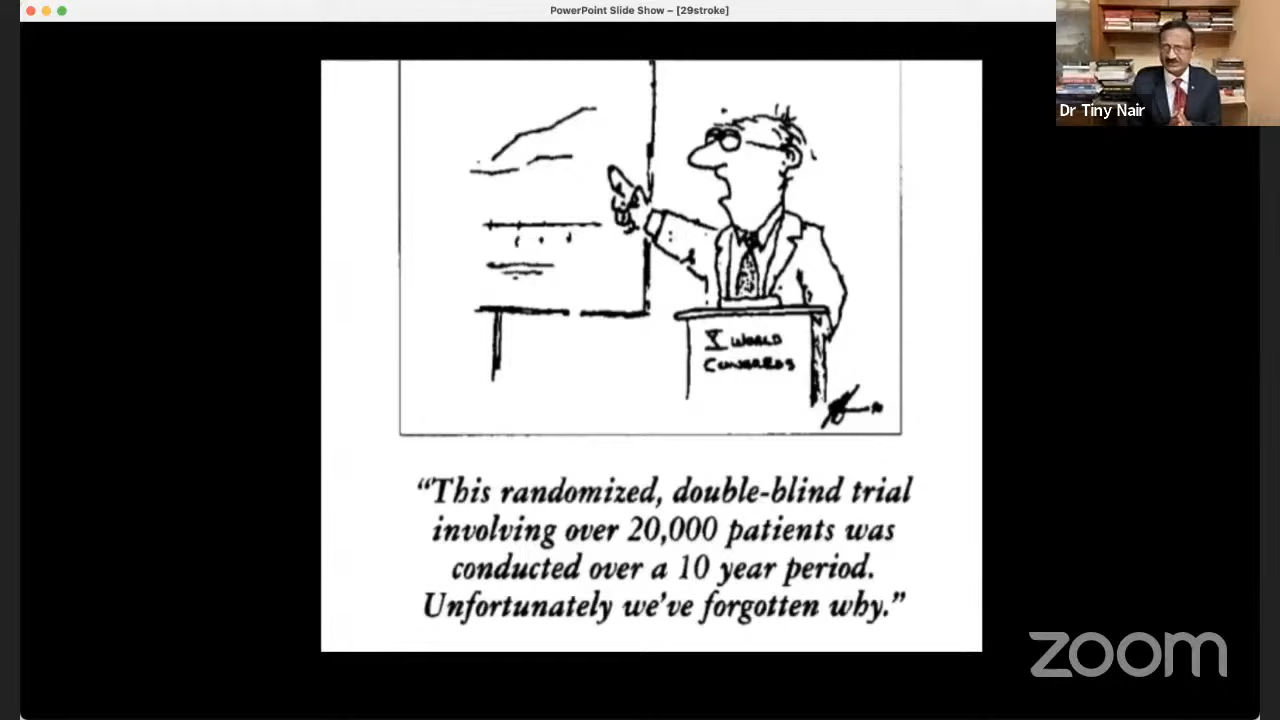 PowerPoint Slide Show – [29stroke]
Dr Tiny Nair
X WORLD
CONGRESS
“This randomized, double-blind trial
involving over 20,000 patients was
conducted over a 10 year period.
Unfortunately we’ve forgotten why.”
zoom